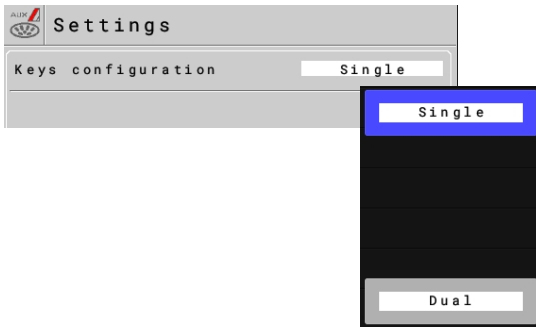 AUX
Settings
Keys configuration
Single
Single
Dual